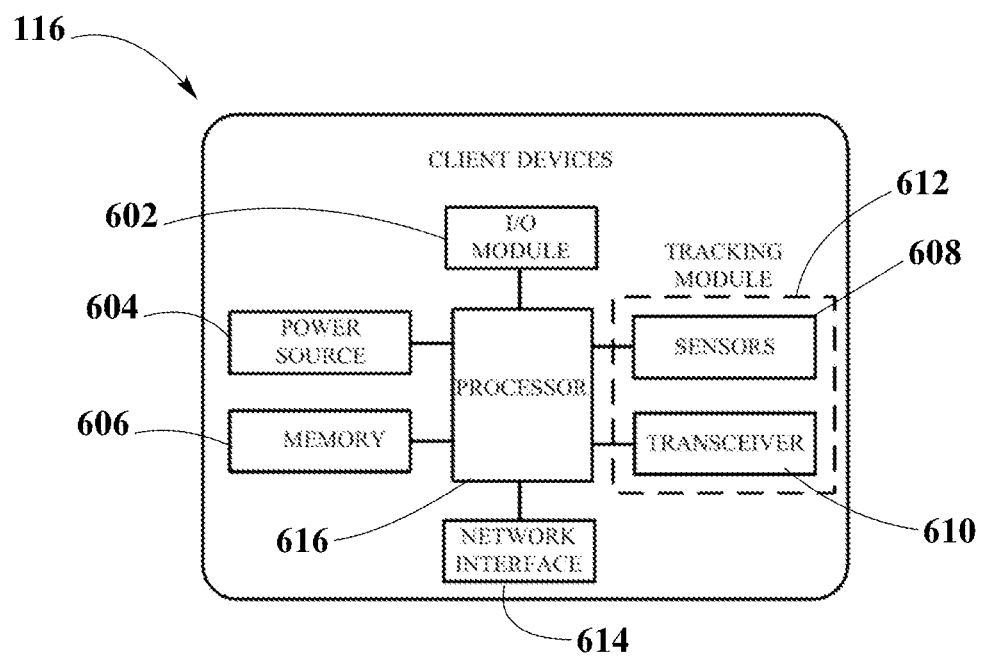 116
CLIENT DEVICES
612
602
I/O
MODULE
TRACKING
MODULE
608
604
POWER
SOURCE
SENSORS
PROCESSOR
606
MEMORY
TRANSCEIVER
616
NETWORK
INTERFACE
610
614